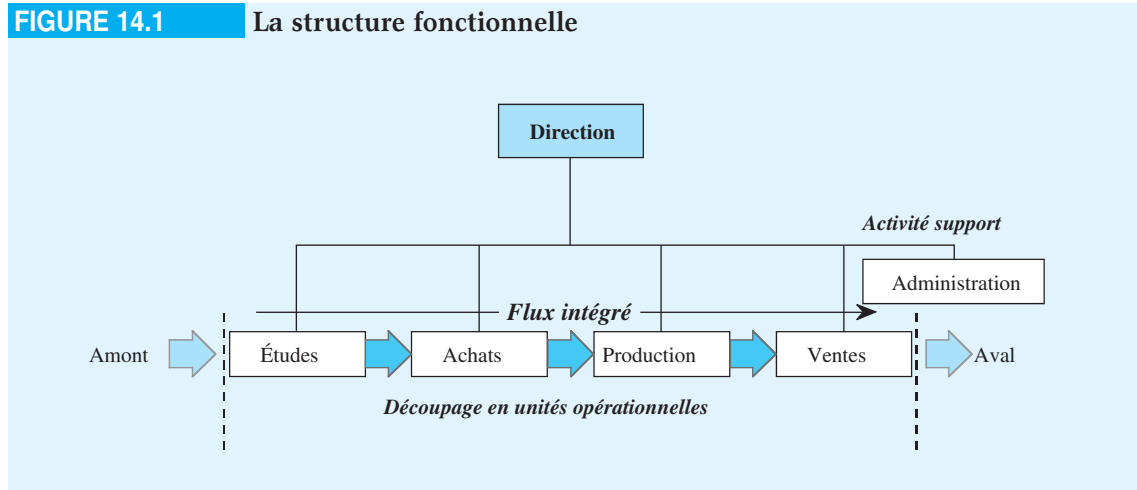 FIGURE 14.1 La structure fonctionnelle
Direction
Activité support
Administration
Flux intégré
Amont Études Achats Production Ventes Aval
Découpage en unités opérationnelles